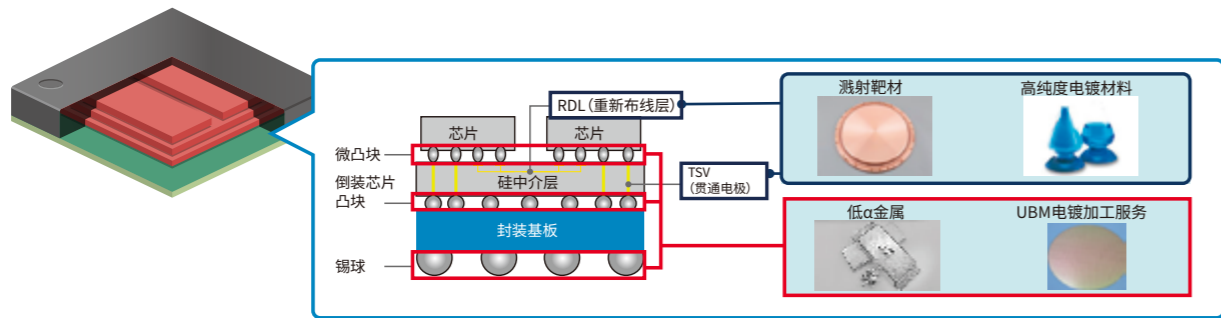 RDL（重新布线层）
溅射靶材
高纯度电镀材料
芯片
芯片
微凸块
倒装芯片
硅中介层
TSV
（贯通电极）
凸块
低α金属
UBM电镀加工服务
封装基板
锡球